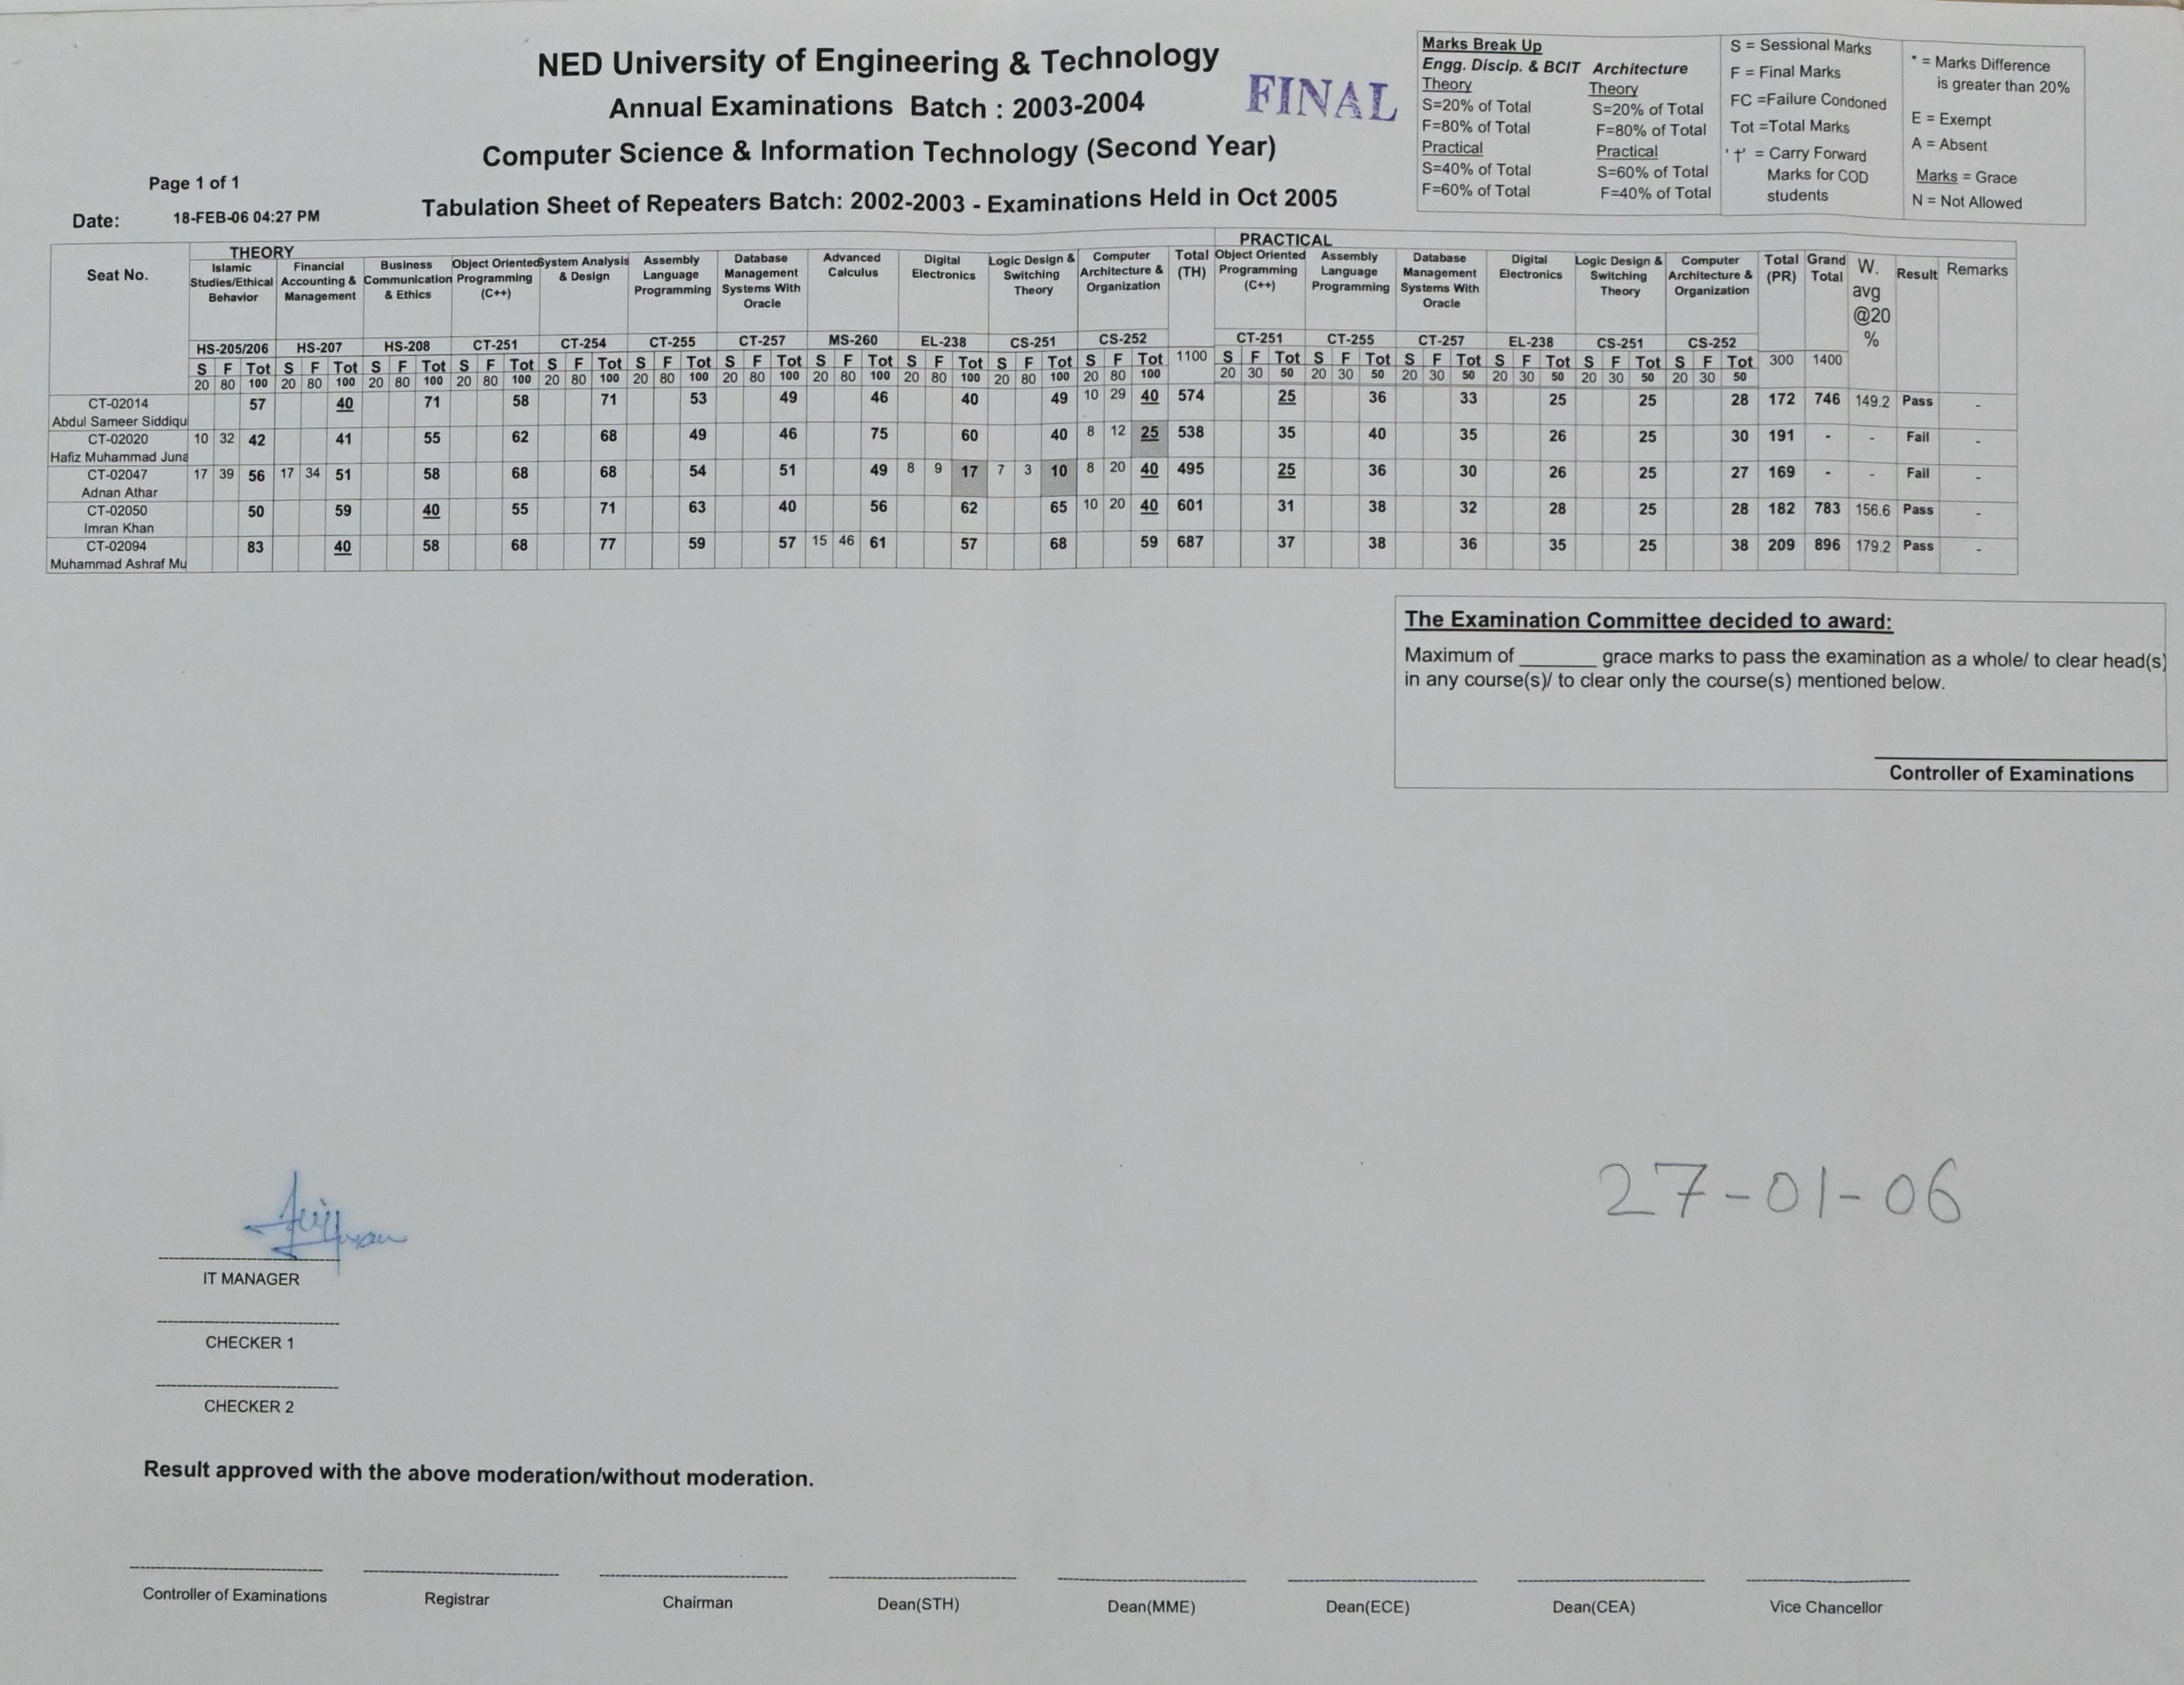 NED University of Engineering & Technology
Annual Examinations Batch : 2003-2004
FINAL
Computer Science & Information Technology (Second Year)
Tabulation Sheet of Repeaters Batch: 2002-2003 - Examinations Held in Oct 2005
Page 1 of 1
Date: 18-FEB-06 04:27 PM
Marks Break Up
Engg. Discip. & BCIT Architecture
Theory Theory
S=20% of Total S=20% of Total
F=80% of Total F=80% of Total
Practical Practical
S=40% of Total S=60% of Total
F=60% of Total F=40% of Total
S = Sessional Marks
F = Final Marks
FC =Failure Condoned
Tot =Total Marks
'†' = Carry Forward
Marks for COD
students
* = Marks Difference
is greater than 20%
E = Exempt
A = Absent
Marks = Grace
N = Not Allowed
THEORY PRACTICAL
Seat No. Islamic Studies/Ethical Behavior Financial Accounting & Management Business Communication & Ethics Object Oriented Programming (C++) System Analysis & Design Assembly Language Programming Database Management Systems With Oracle Advanced Calculus Digital Electronics Logic Design & Switching Theory Computer Architecture & Organization Total (TH) Object Oriented Programming (C++) Assembly Language Programming Database Management Systems With Oracle Digital Electronics Logic Design & Switching Theory Computer Architecture & Organization Total (PR) Grand Total W. avg @20 % Result Remarks
HS-205/206 HS-207 HS-208 CT-251 CT-254 CT-255 CT-257 MS-260 EL-238 CS-251 CS-252 CT-251 CT-255 CT-257 EL-238 CS-251 CS-252
S F Tot S F Tot S F Tot S F Tot S F Tot S F Tot S F Tot S F Tot S F Tot S F Tot S F Tot 1100 S F Tot S F Tot S F Tot S F Tot S F Tot S F Tot 300 1400
20 80 100 20 80 100 20 80 100 20 80 100 20 80 100 20 80 100 20 80 100 20 80 100 20 80 100 20 80 100 20 80 100 20 30 50 20 30 50 20 30 50 20 30 50 20 30 50 20 30 50
CT-02014 57 40 71 58 71 53 49 46 40 49 10 29 40 574 25 36 33 25 25 28 172 746 149.2 Pass -
Abdul Sameer Siddiqu
CT-02020 10 32 42 41 55 62 68 49 46 75 60 40 8 12 25 538 35 40 35 26 25 30 191 - - Fail -
Hafiz Muhammad Juna
CT-02047 17 39 56 17 34 51 58 68 68 54 51 49 8 9 17 7 3 10 8 20 40 495 25 36 30 26 25 27 169 - - Fail -
Adnan Athar
CT-02050 50 59 40 55 71 63 40 56 62 65 10 20 40 601 31 38 32 28 25 28 182 783 156.6 Pass -
Imran Khan
CT-02094 83 40 58 68 77 59 57 15 46 61 57 68 59 687 37 38 36 35 25 38 209 896 179.2 Pass -
Muhammad Ashraf Mu
The Examination Committee decided to award:
Maximum of _______ grace marks to pass the examination as a whole/ to clear head(s)
in any course(s)/ to clear only the course(s) mentioned below.
Controller of Examinations
27-01-06
IT MANAGER
CHECKER 1
CHECKER 2
Result approved with the above moderation/without moderation.
Controller of Examinations Registrar Chairman Dean(STH) Dean(MME) Dean(ECE) Dean(CEA) Vice Chancellor